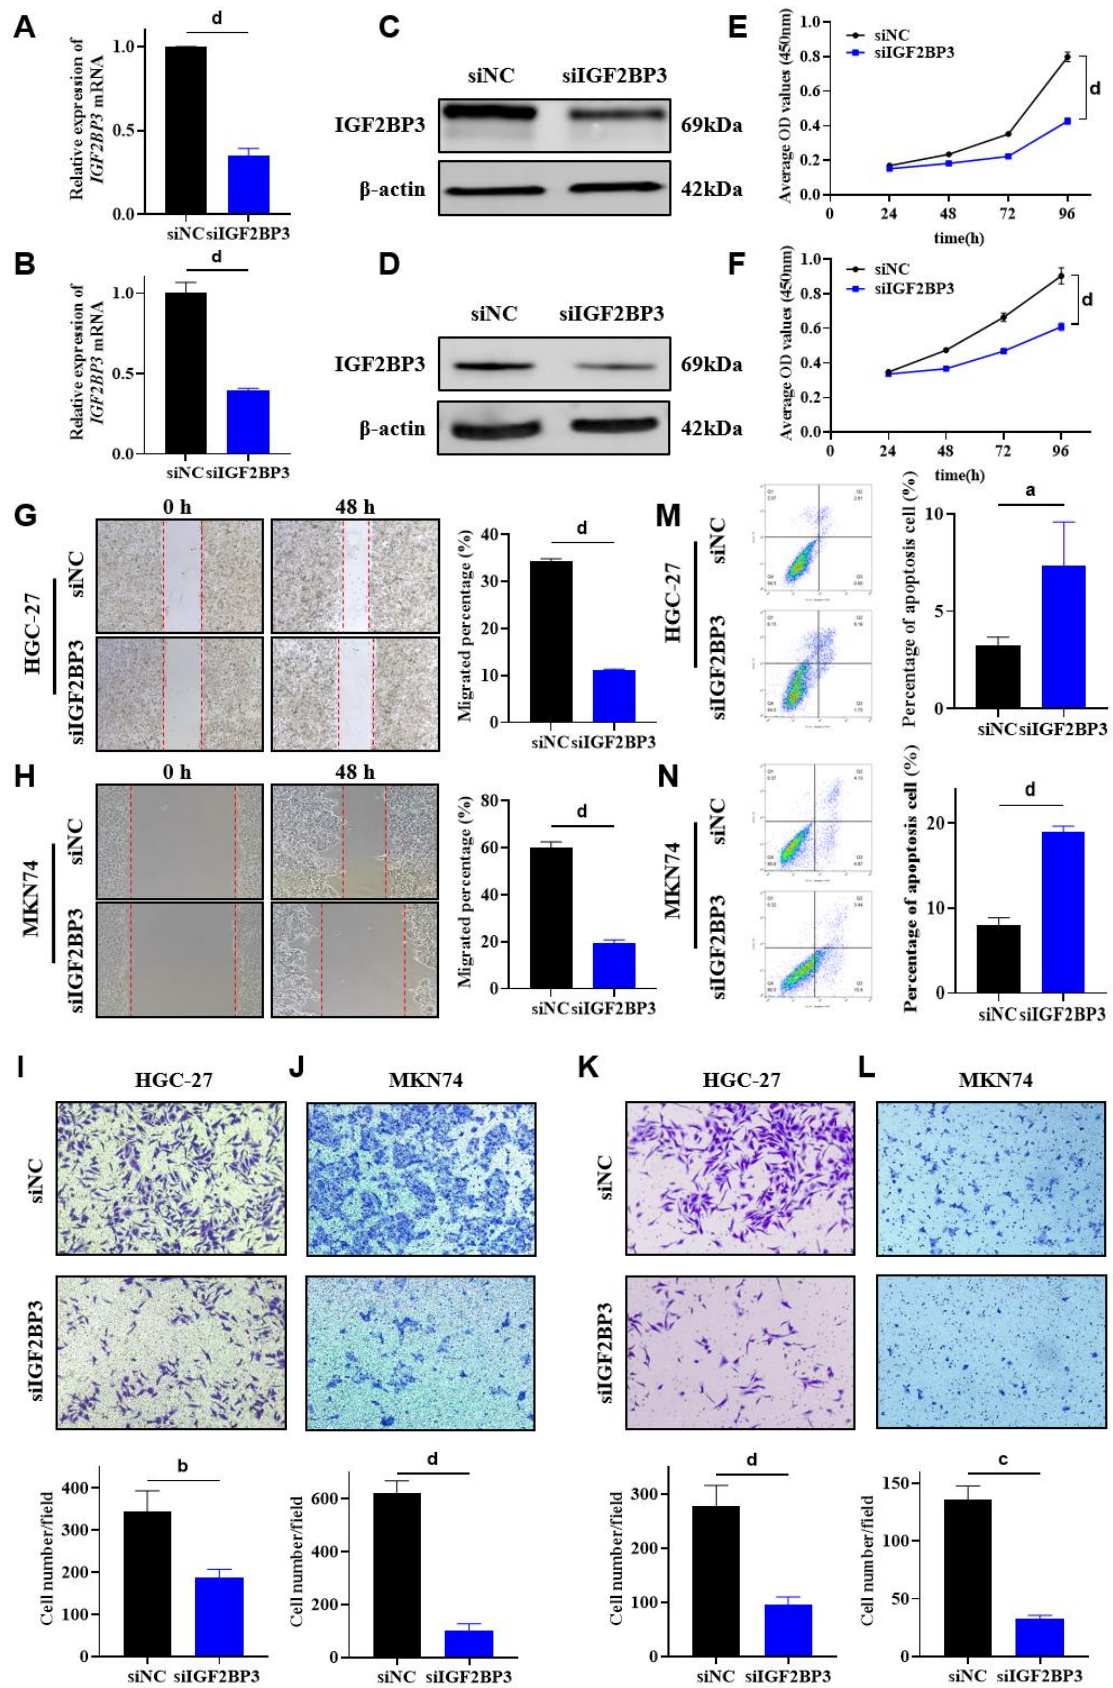 A
Relative expression of
IGF2BP3 mRNA
1.0
0.5
0.0
d
siNC siIGF2BP3
C
siNC siIGF2BP3
IGF2BP3 69kDa
β-actin 42kDa
E
Average OD values (450nm)
1.0
0.8
0.6
0.4
0.2
0.0
siNC
siIGF2BP3
d
0 24 48 72 96
time(h)
B
Relative expression of
IGF2BP3 mRNA
1.0
0.5
0.0
d
siNC siIGF2BP3
D
siNC siIGF2BP3
IGF2BP3 69kDa
β-actin 42kDa
F
Average OD values (450nm)
1.0
0.8
0.6
0.4
0.2
0.0
siNC
siIGF2BP3
d
0 24 48 72 96
time(h)
G
0 h 48 h
HGC-27
siNC
siIGF2BP3
Migrated percentage (%)
40
30
20
10
0
d
siNC siIGF2BP3
M
HGC-27
siNC
siIGF2BP3
Percentage of apoptosis cell (%)
10
5
0
a
siNC siIGF2BP3
H
0 h 48 h
MKN74
siNC
siIGF2BP3
Migrated percentage (%)
80
60
40
20
0
d
siNC siIGF2BP3
N
MKN74
siNC
siIGF2BP3
Percentage of apoptosis cell (%)
20
10
0
d
siNC siIGF2BP3
I
HGC-27
J
MKN74
K
HGC-27
L
MKN74
siNC
siNC
siIGF2BP3
siIGF2BP3
Cell number/field
400
300
200
100
0
b
siNC siIGF2BP3
Cell number/field
600
400
200
0
d
siNC siIGF2BP3
Cell number/field
300
200
100
0
d
siNC siIGF2BP3
Cell number/field
150
100
50
0
c
siNC siIGF2BP3